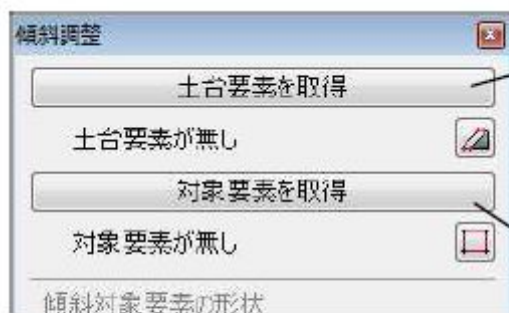 傾斜調整
土台要素を取得
土台要素が無し
対象要素を取得
対象要素が無し
傾斜対象要素の形状